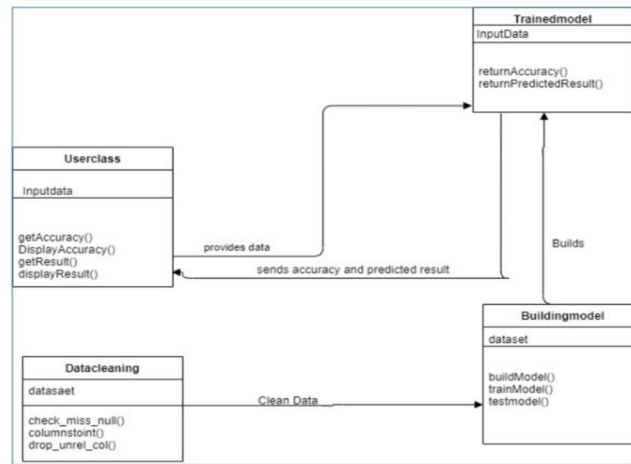 Trainedmodel
InputData
returnAccuracy()
returnPredictedResult()
Userclass
Inputdata
getAccuracy()
DisplayAccuracy()
getResult()
displayResult()
provides data
sends accuracy and predicted result
Builds
Buildingmodel
dataset
buildModel()
trainModel()
testmodel()
Datacleaning
datasaet
check_miss_null()
columnstoint()
drop_unrel_col()
Clean Data